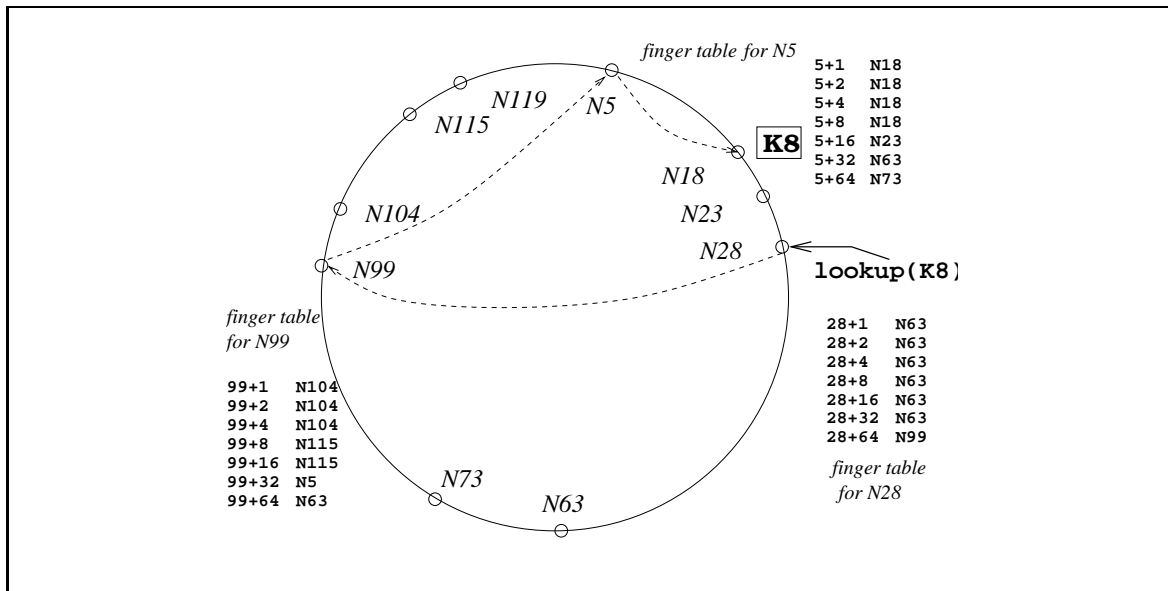 finger table for N5
5+1 N18
5+2 N18
5+4 N18
5+8 N18
5+16 N23
5+32 N63
5+64 N73
N119
N5
N115
K8
N18
N104
N23
N28
N99
lookup(K8)
finger table
for N99
28+1 N63
28+2 N63
28+4 N63
28+8 N63
28+16 N63
28+32 N63
28+64 N99
finger table
for N28
99+1 N104
99+2 N104
99+4 N104
99+8 N115
99+16 N115
99+32 N5
99+64 N63
N73
N63